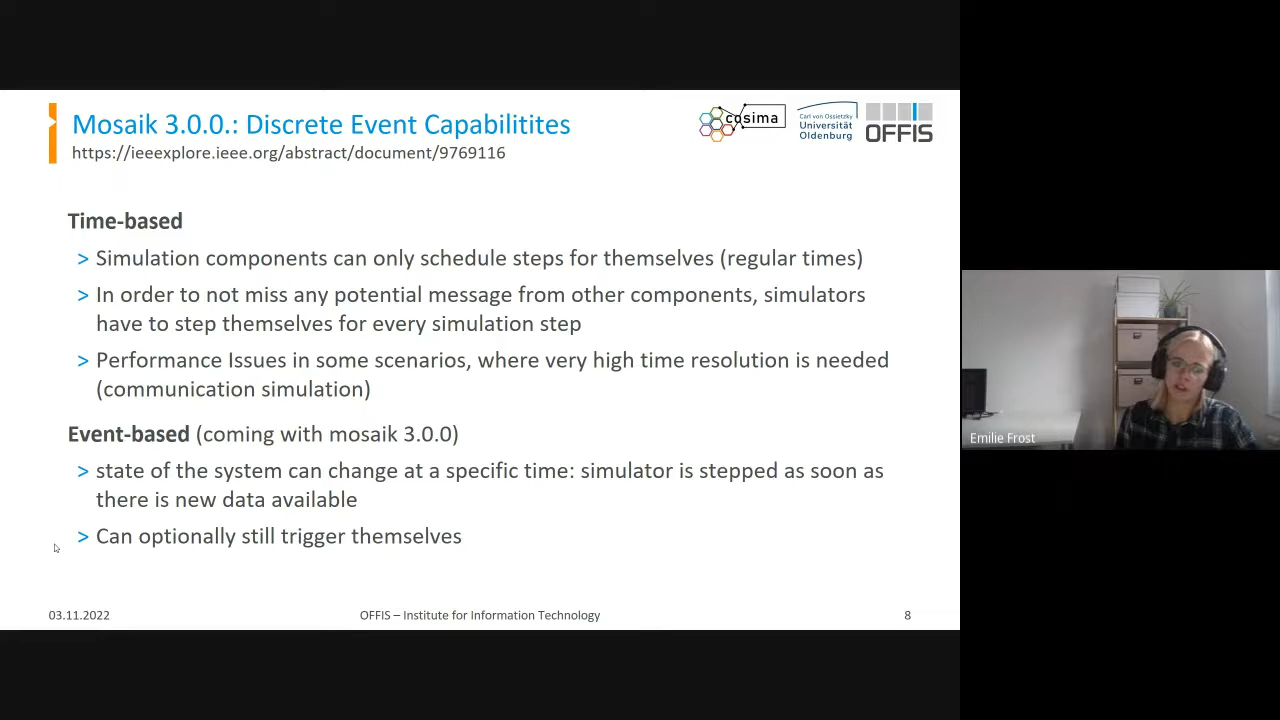 Mosaik 3.0.0.: Discrete Event Capabilitites
https://ieeexplore.ieee.org/abstract/document/9769116
cosima
Carl von Ossietzky
Universität
Oldenburg
OFFIS
Time-based
> Simulation components can only schedule steps for themselves (regular times)
> In order to not miss any potential message from other components, simulators
have to step themselves for every simulation step
> Performance Issues in some scenarios, where very high time resolution is needed
(communication simulation)
Event-based (coming with mosaik 3.0.0)
> state of the system can change at a specific time: simulator is stepped as soon as
there is new data available
> Can optionally still trigger themselves
03.11.2022
OFFIS – Institute for Information Technology
8
Emilie Frost